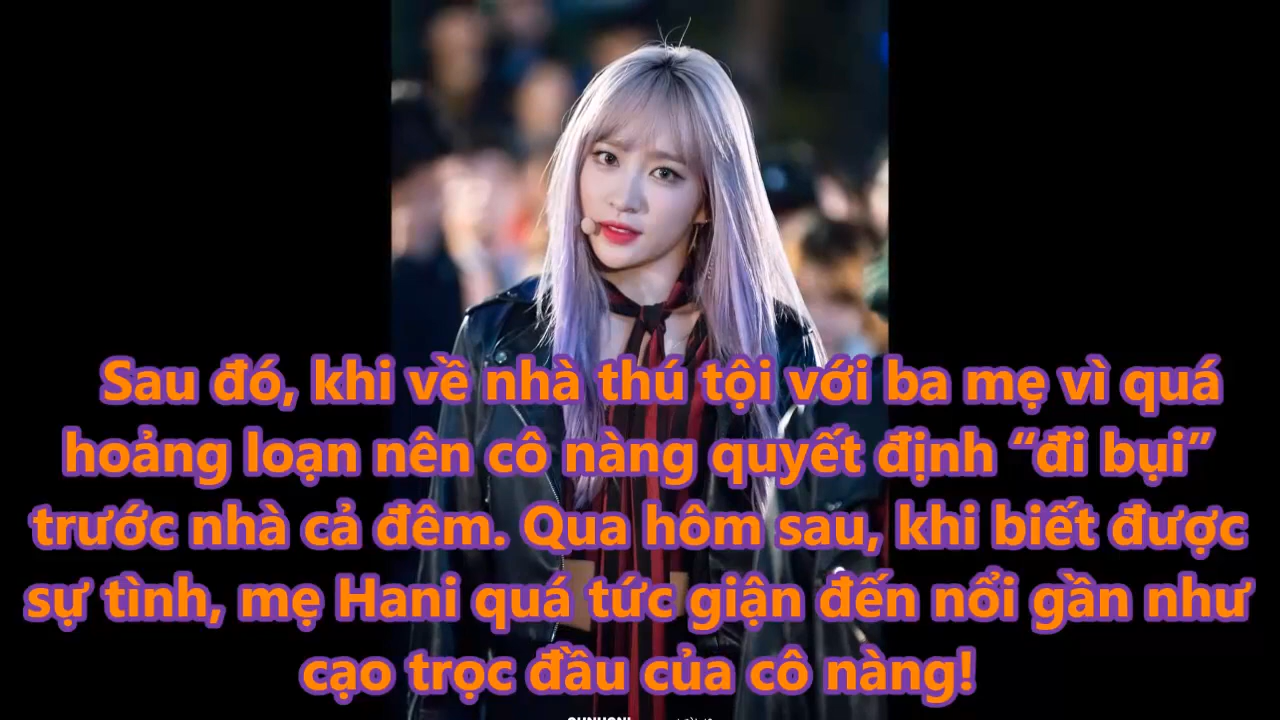 Sau đó, khi về nhà thú tội với ba mẹ vì quá
hoảng loạn nên cô nàng quyết định “đi bụi”
trước nhà cả đêm. Qua hôm sau, khi biết được
sự tình, mẹ Hani quá tức giận đến nổi gần như
cạo trọc đầu của cô nàng!